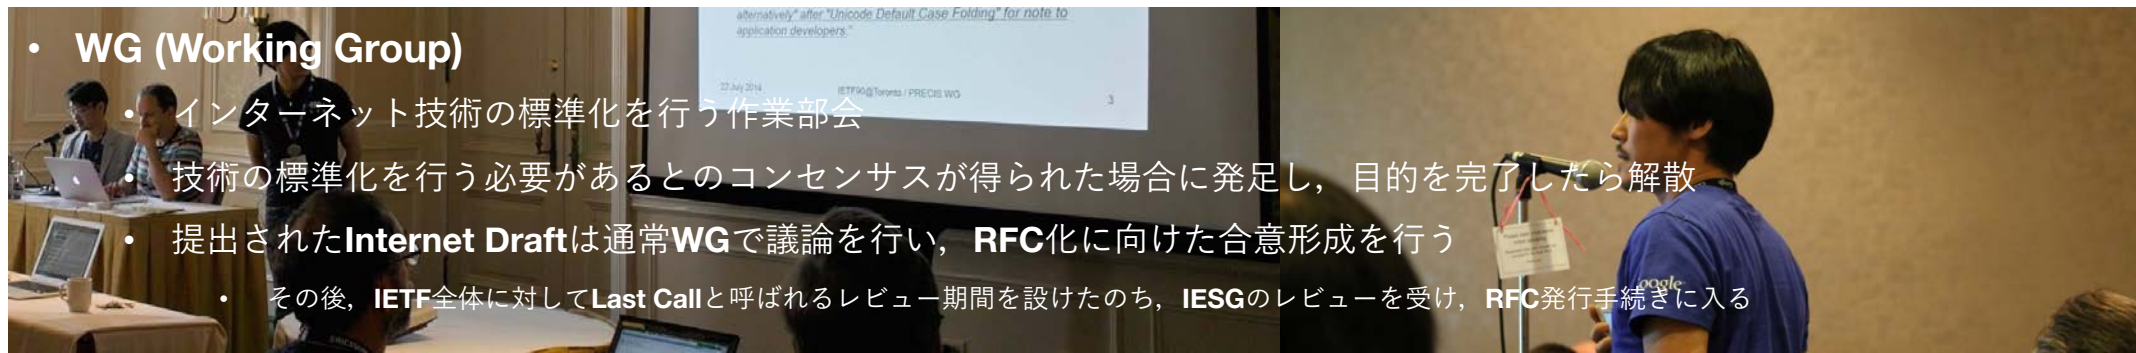 alternatively" after "Unicode Default Case Folding" for note to
application developers."
• WG (Working Group)
27 July 2014 IETF90@Toronto / PRECIS WG 3
• インターネット技術の標準化を行う作業部会
• 技術の標準化を行う必要があるとのコンセンサスが得られた場合に発足し，目的を完了したら解散
• 提出されたInternet Draftは通常WGで議論を行い，RFC化に向けた合意形成を行う
• その後，IETF全体に対してLast Callと呼ばれるレビュー期間を設けたのち，IESGのレビューを受け，RFC発行手続きに入る
oogle